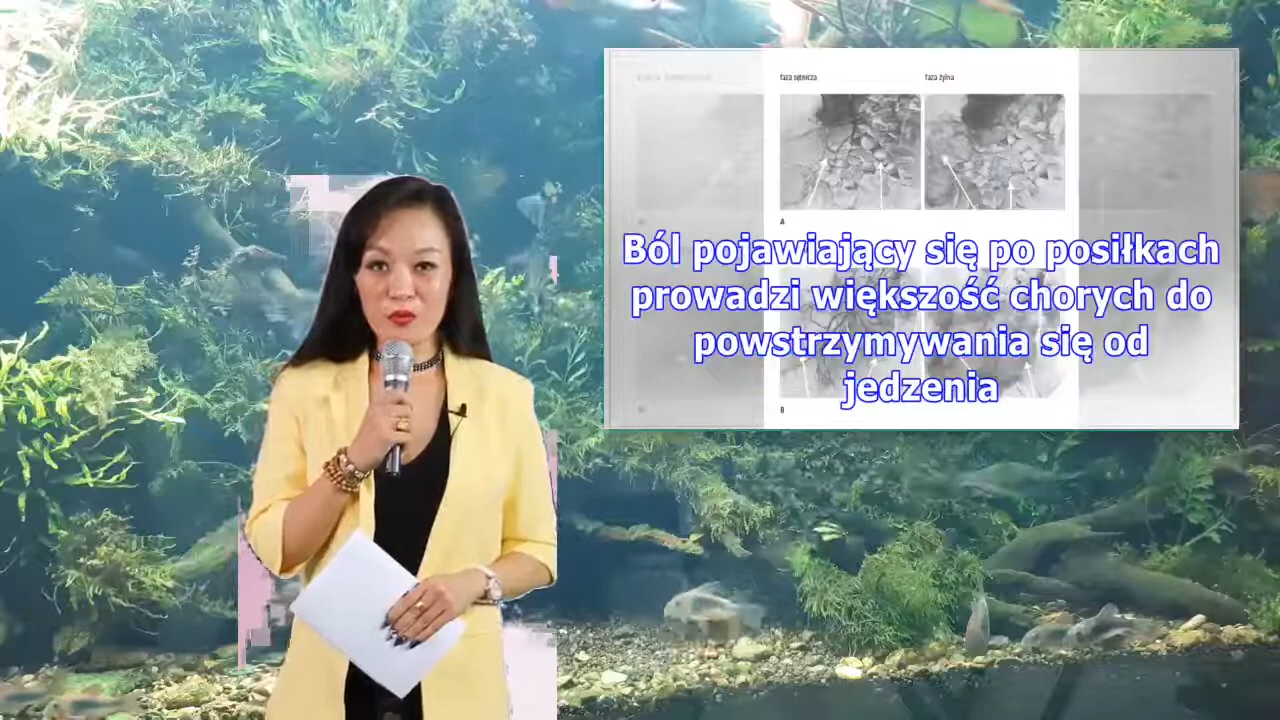 faza tętnicza
faza żylna
A
Ból pojawiający się po posiłkach
prowadzi większość chorych do
powstrzymywania się od
jedzenia
B